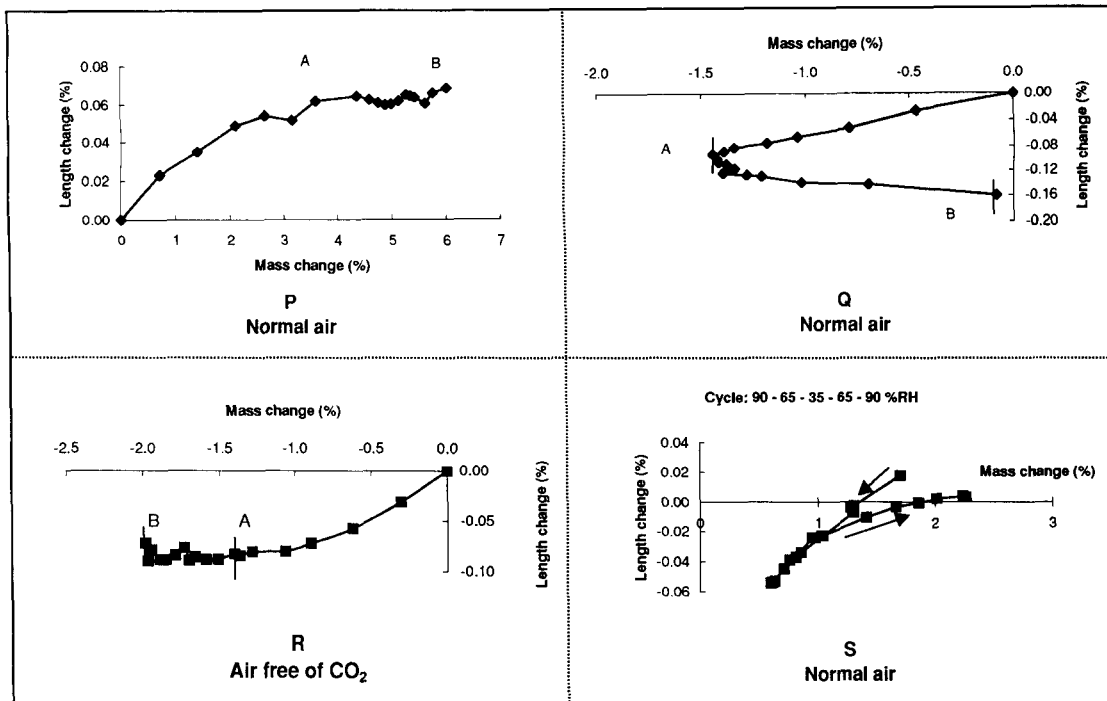 A
B
0.08
0.06
0.04
0.02
0.00
Length change (%)
0
1
2
3
4
5
6
7
Mass change (%)
P
Normal air
Mass change (%)
-2.0
-1.5
-1.0
-0.5
0.0
0.00
-0.04
-0.08
-0.12
-0.16
-0.20
Length change (%)
A
B
Q
Normal air
Mass change (%)
-2.5
-2.0
-1.5
-1.0
-0.5
0.0
0.00
-0.05
-0.10
Length change (%)
B
A
R
Air free of CO₂
Cycle: 90 - 65 - 35 - 65 - 90 %RH
0.04
0.02
0.00
-0.02
-0.04
-0.06
Length change (%)
Mass change (%)
0
1
2
3
S
Normal air